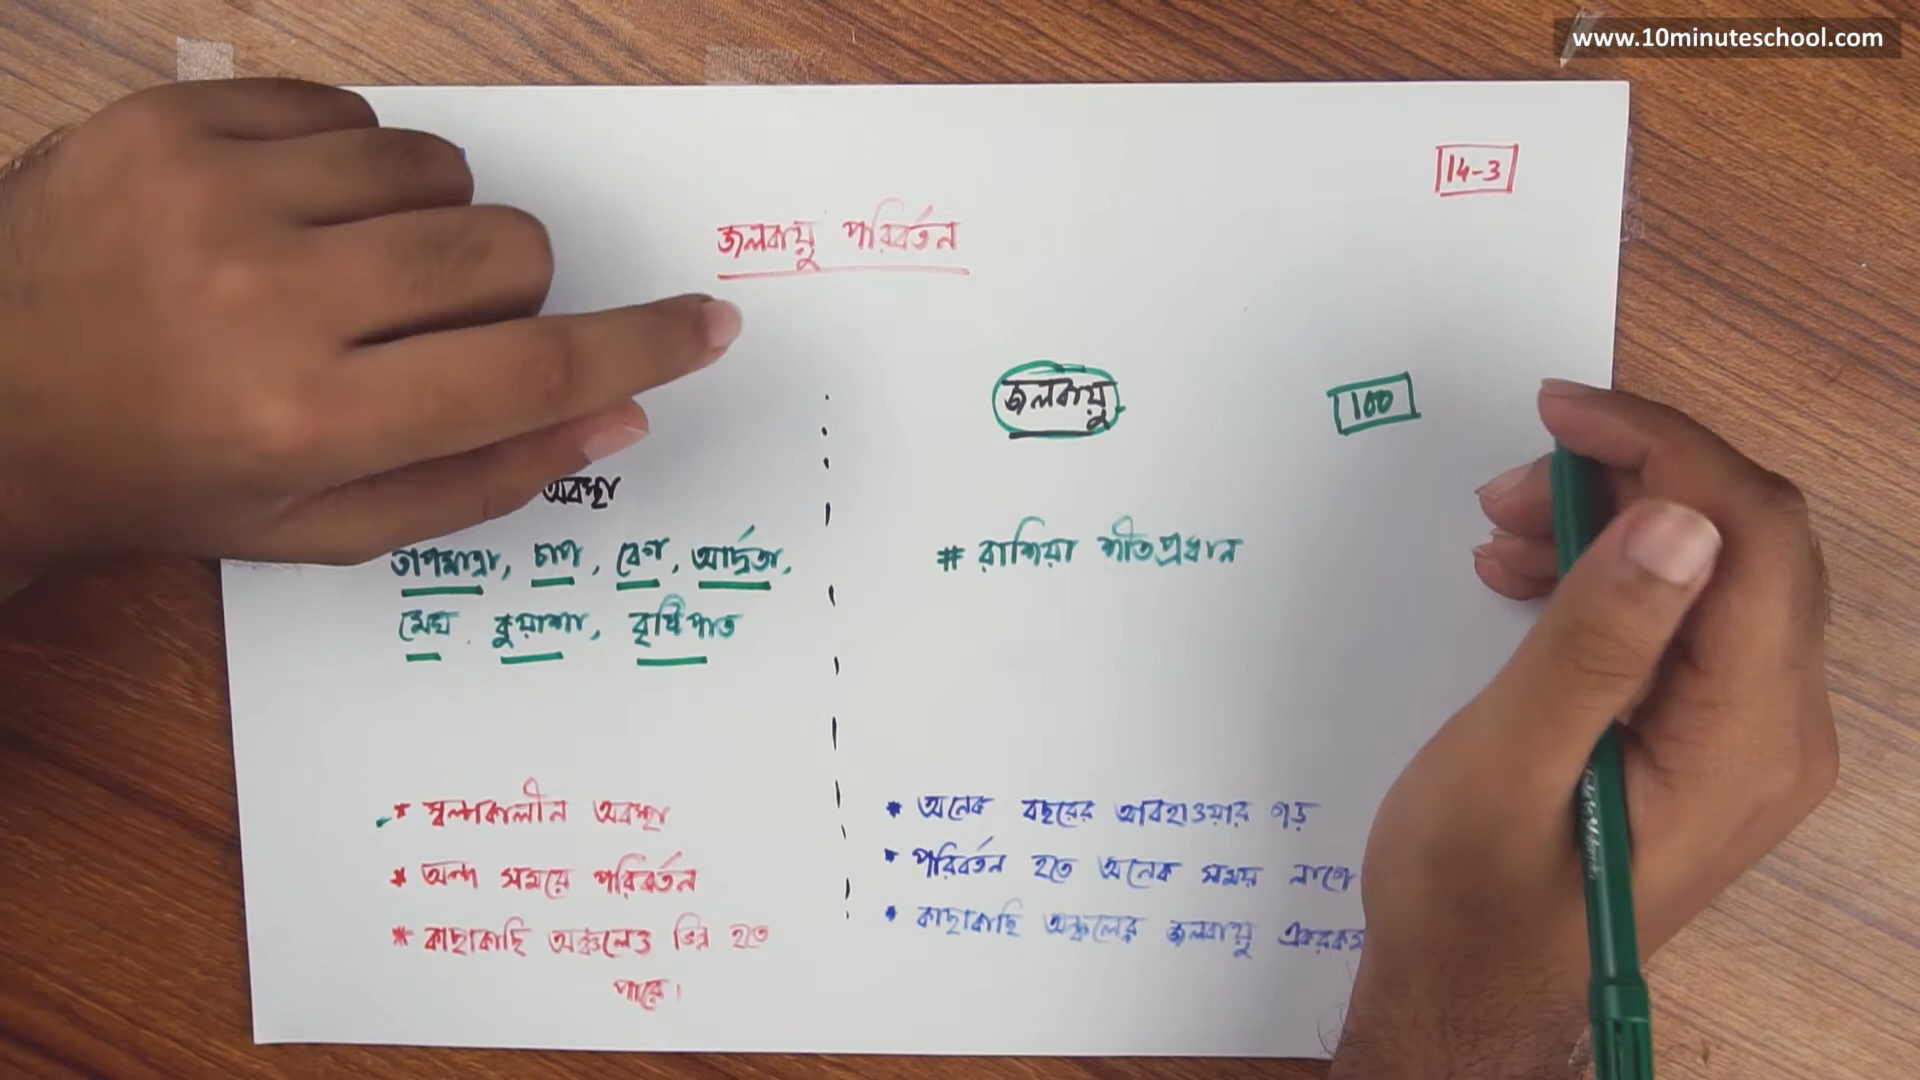 www.10minuteschool.com
14-3
জলবায়ু পরিবর্তন
জলবায়ু
100
অবস্থা
তাপমাত্রা, চাপ, বেগ, আর্দ্রতা,
মেঘ, কুয়াশা, বৃষ্টিপাত
# রাশিয়া শীতপ্রধান
* স্বল্পকালীন অবস্থা
* অল্প সময়ে পরিবর্তন
* কাছাকাছি অঞ্চলেও ভিন্ন হতে
পারে।
* অনেক বছরের আবহাওয়ার গড়
* পরিবর্তন হতে অনেক সময় লাগে
* কাছাকাছি অঞ্চলের জলবায়ু একরকম